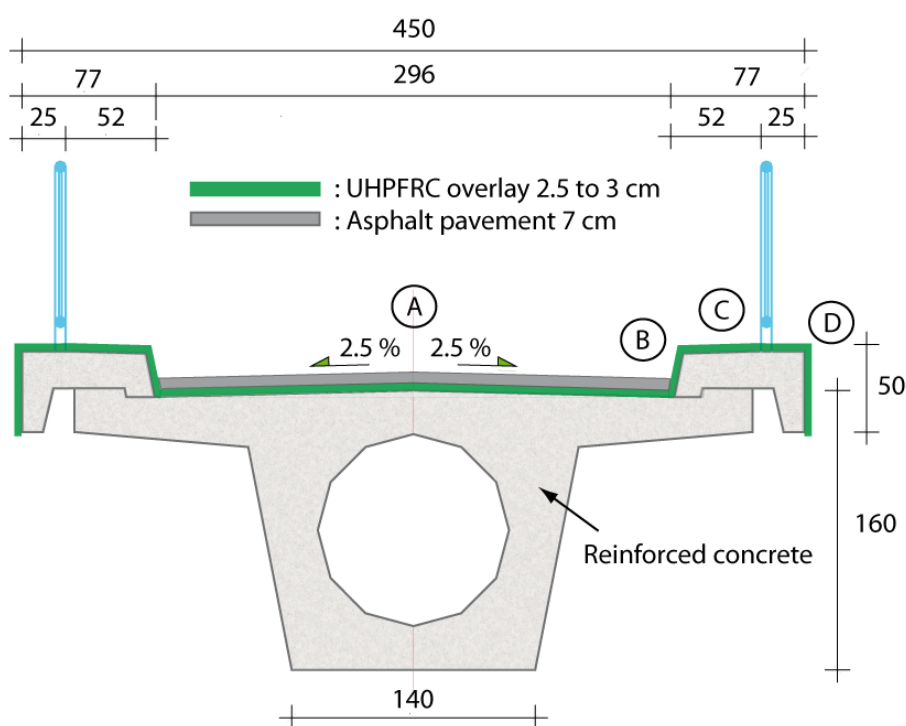 450
77 296 77
25 52 52 25
: UHPFRC overlay 2.5 to 3 cm
: Asphalt pavement 7 cm
A
B C D
2.5 % 2.5 %
50
160
Reinforced concrete
140